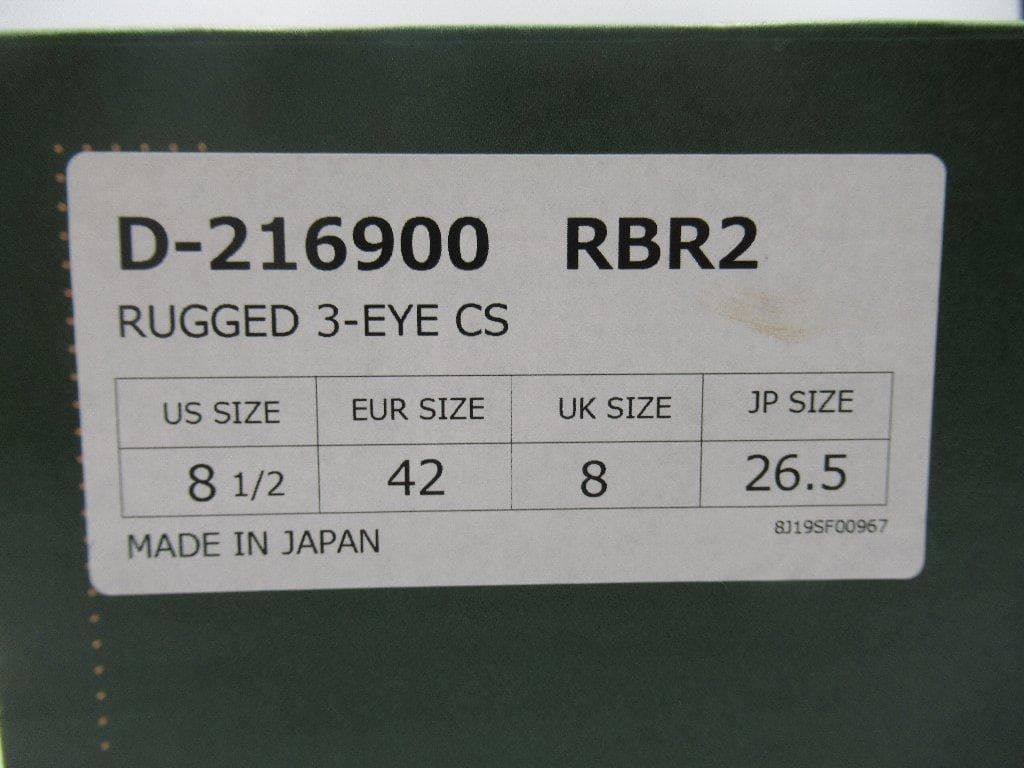 D-216900 RBR2
RUGGED 3-EYE CS
US SIZE EUR SIZE UK SIZE JP SIZE
8 1/2 42 8 26.5
MADE IN JAPAN 8J19SF00967